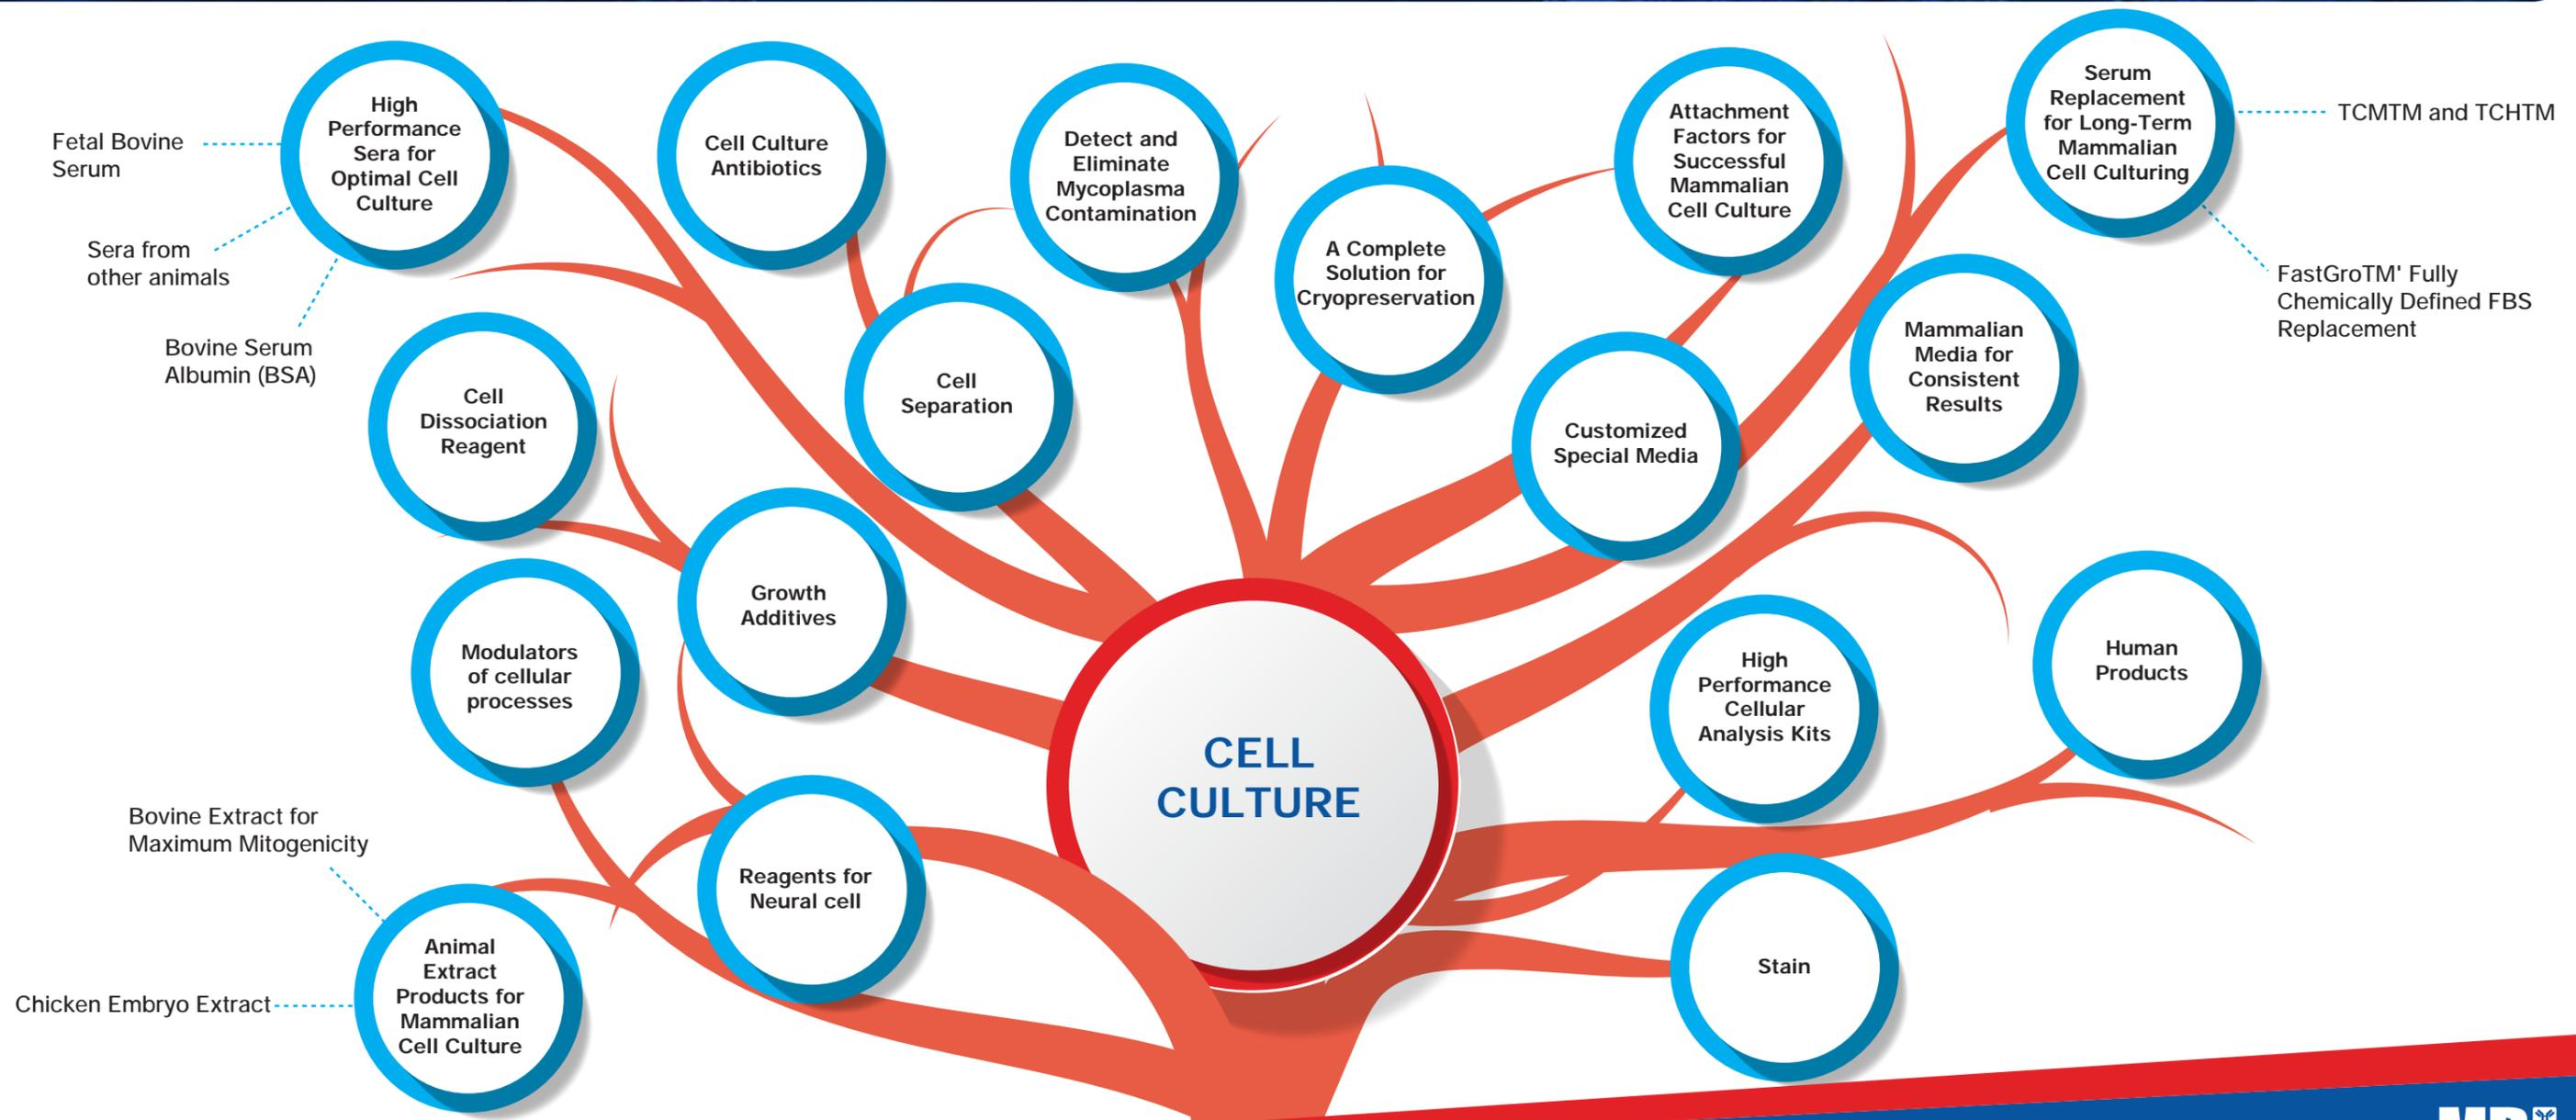 High
Performance
Sera for
Optimal Cell
Culture
Fetal Bovine
Serum
Sera from
other animals
Bovine Serum
Albumin (BSA)
Cell Culture
Antibiotics
Detect and
Eliminate
Mycoplasma
Contamination
A Complete
Solution for
Cryopreservation
Attachment
Factors for
Successful
Mammalian
Cell Culture
Serum
Replacement
for Long-Term
Mammalian
Cell Culturing
TCMTM and TCHTM
FastGroTM' Fully
Chemically Defined FBS
Replacement
Cell
Dissociation
Reagent
Cell
Separation
Customized
Special Media
Mammalian
Media for
Consistent
Results
Growth
Additives
Modulators
of cellular
processes
High
Performance
Cellular
Analysis Kits
Human
Products
CELL
CULTURE
Bovine Extract for
Maximum Mitogenicity
Reagents for
Neural cell
Animal
Extract
Products for
Mammalian
Cell Culture
Chicken Embryo Extract
Stain